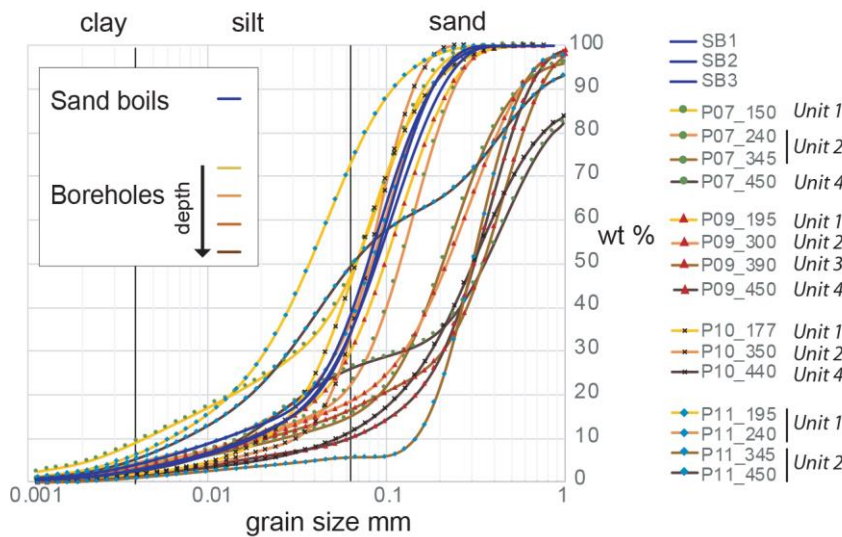 clay silt sand
Sand boils
Boreholes
depth
100
90
80
70
60
wt %
50
40
30
20
10
0
0.001 0.01 0.1 1
grain size mm
SB1
SB2
SB3
P07_150 Unit 1
P07_240
P07_345 Unit 2
P07_450 Unit 4
P09_195 Unit 1
P09_300 Unit 2
P09_390 Unit 3
P09_450 Unit 4
P10_177 Unit 1
P10_350 Unit 2
P10_440 Unit 4
P11_195
P11_240 Unit 1
P11_345
P11_450 Unit 2